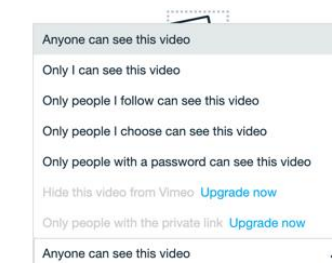 Anyone can see this video
Only I can see this video
Only people I follow can see this video
Only people I choose can see this video
Only people with a password can see this video
Hide this video from Vimeo Upgrade now
Only people with the private link Upgrade now
Anyone can see this video